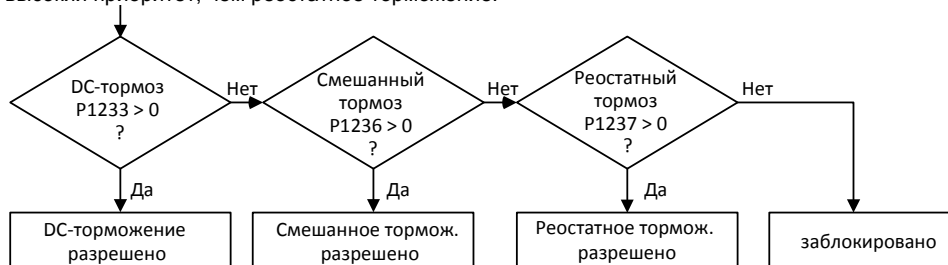 высокий приоритет, чем реостатное торможение.
DC-тормоз
P1233 > 0
?
Нет
Смешанный
тормоз
P1236 > 0
?
Нет
Реостатный
тормоз
P1237 > 0
?
Нет
Да
Да
Да
DC-торможение
разрешено
Смешанное тормож.
разрешено
Реостатное тормож.
разрешено
заблокировано